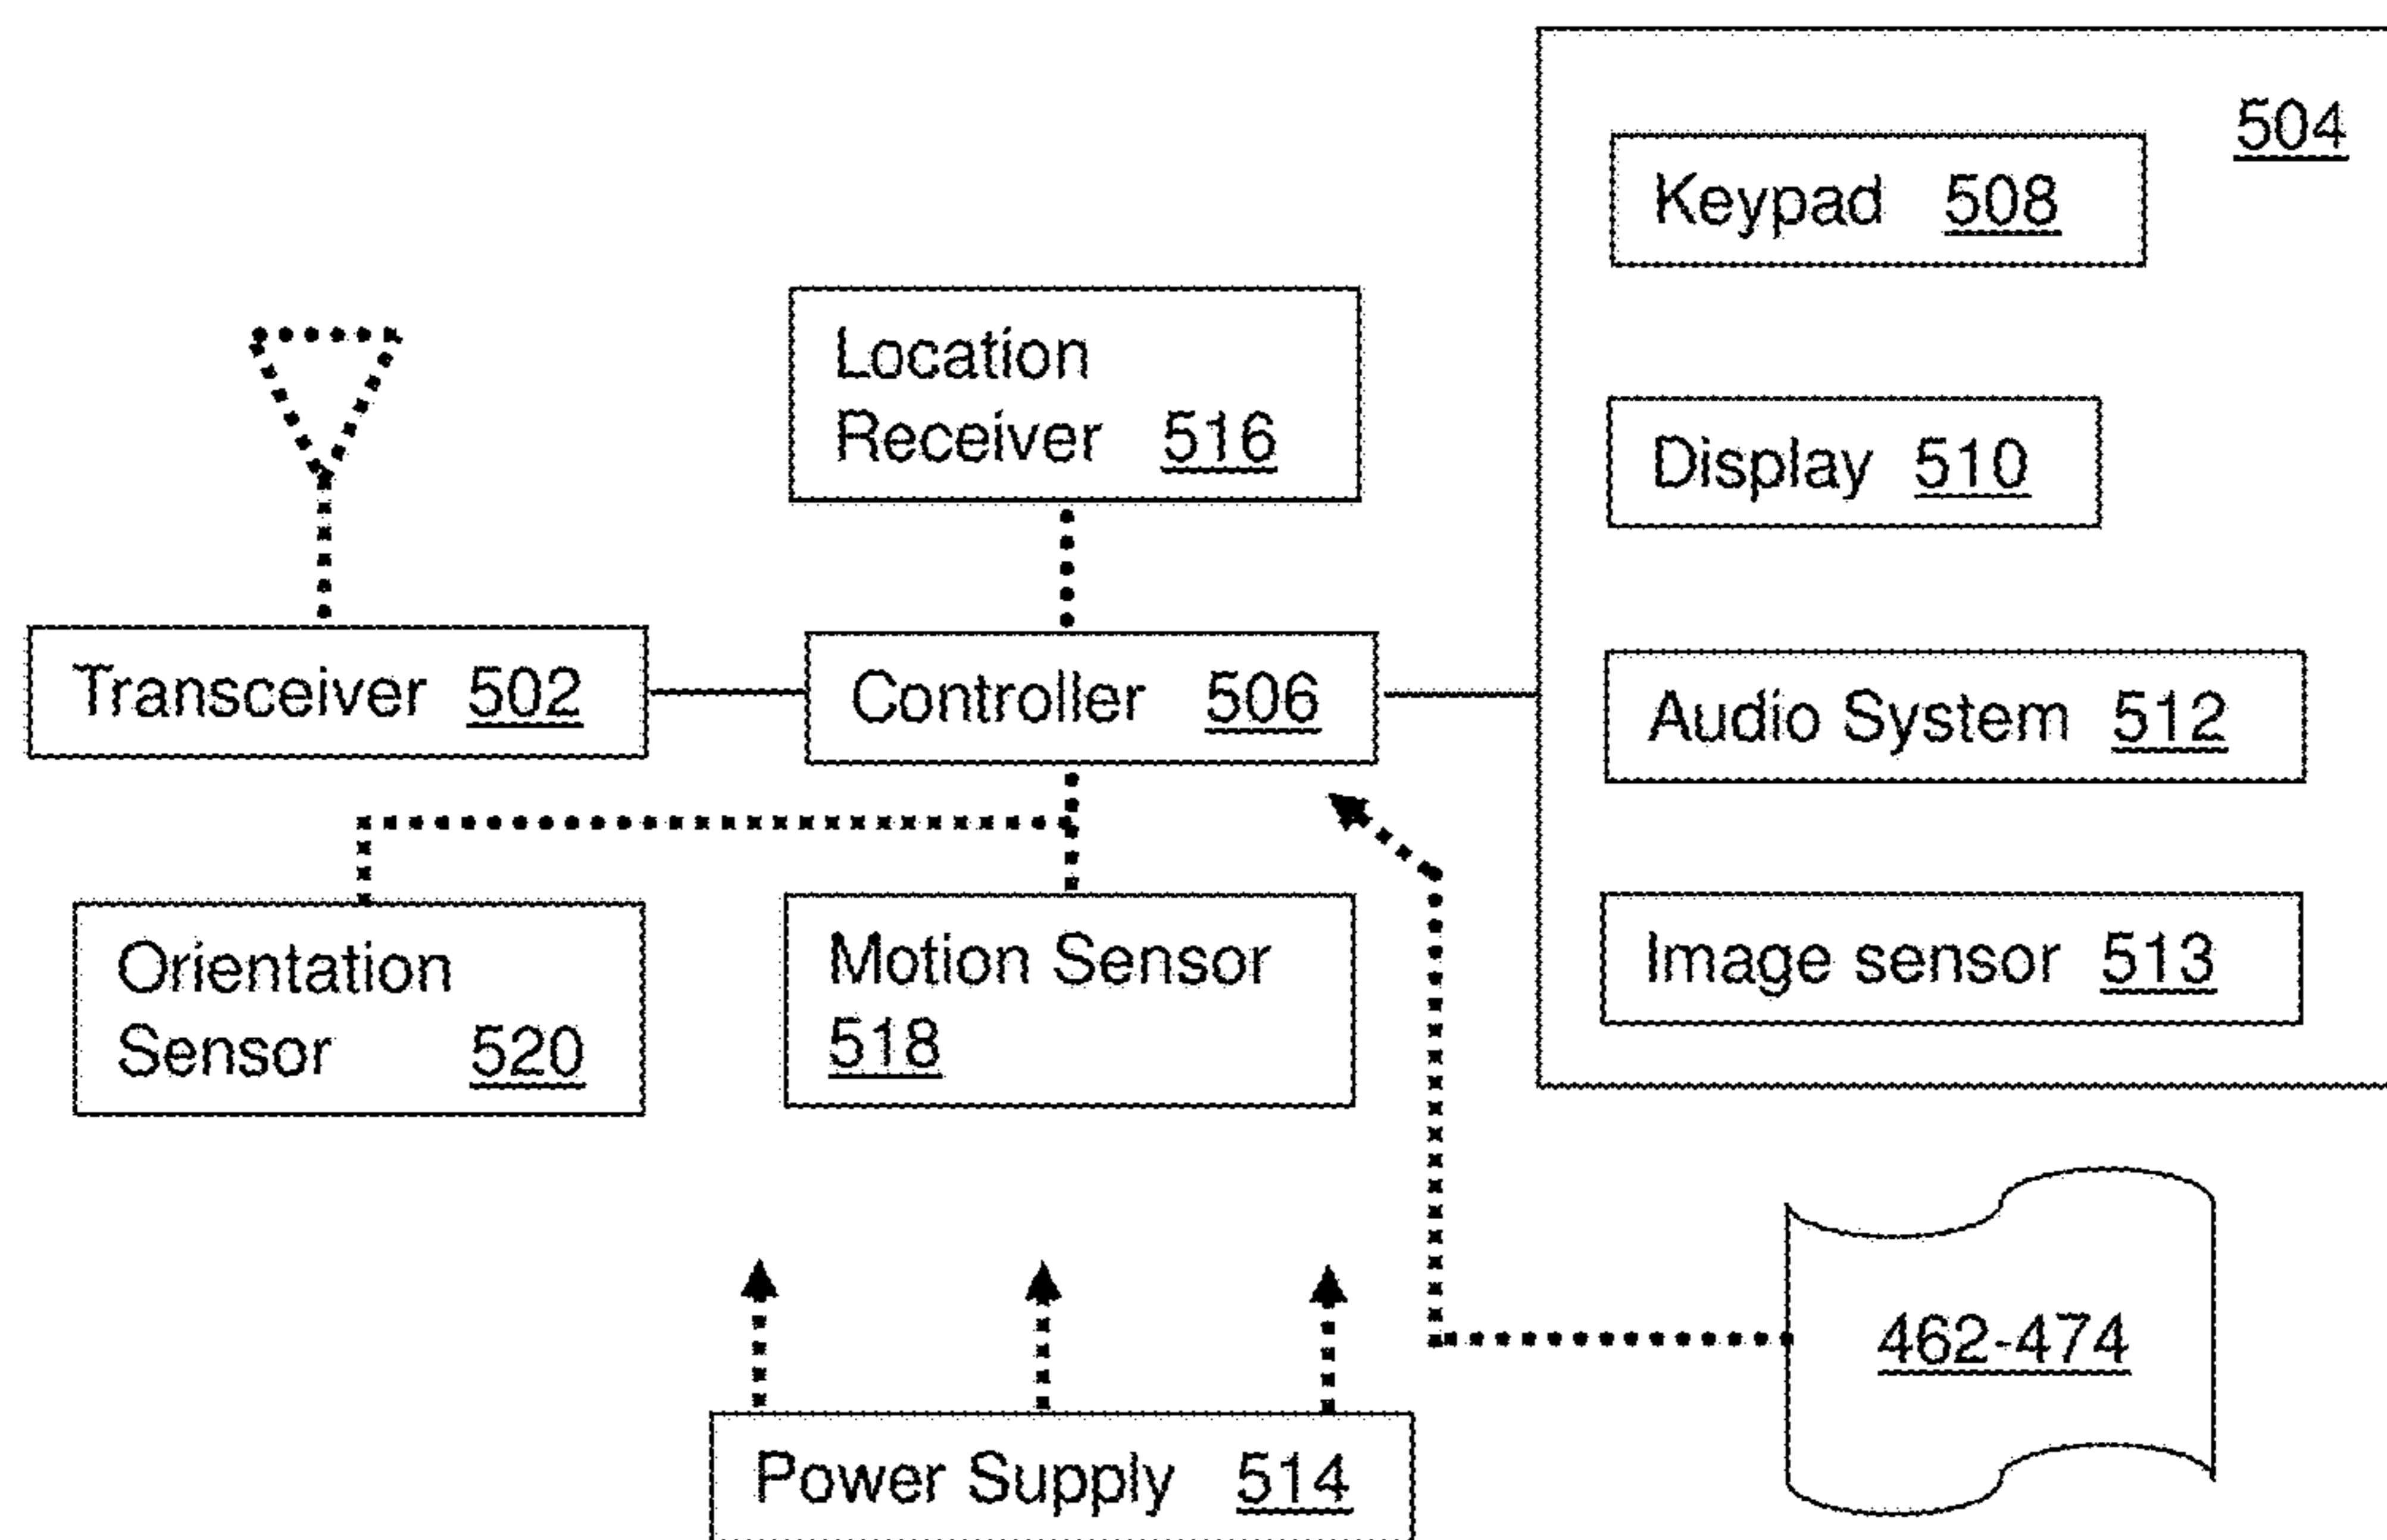 504
Keypad 508
Location
Receiver 516
Display 510
Transceiver 502
Controller 506
Audio System 512
Orientation
Sensor 520
Motion Sensor
518
Image sensor 513
462-474
Power Supply 514